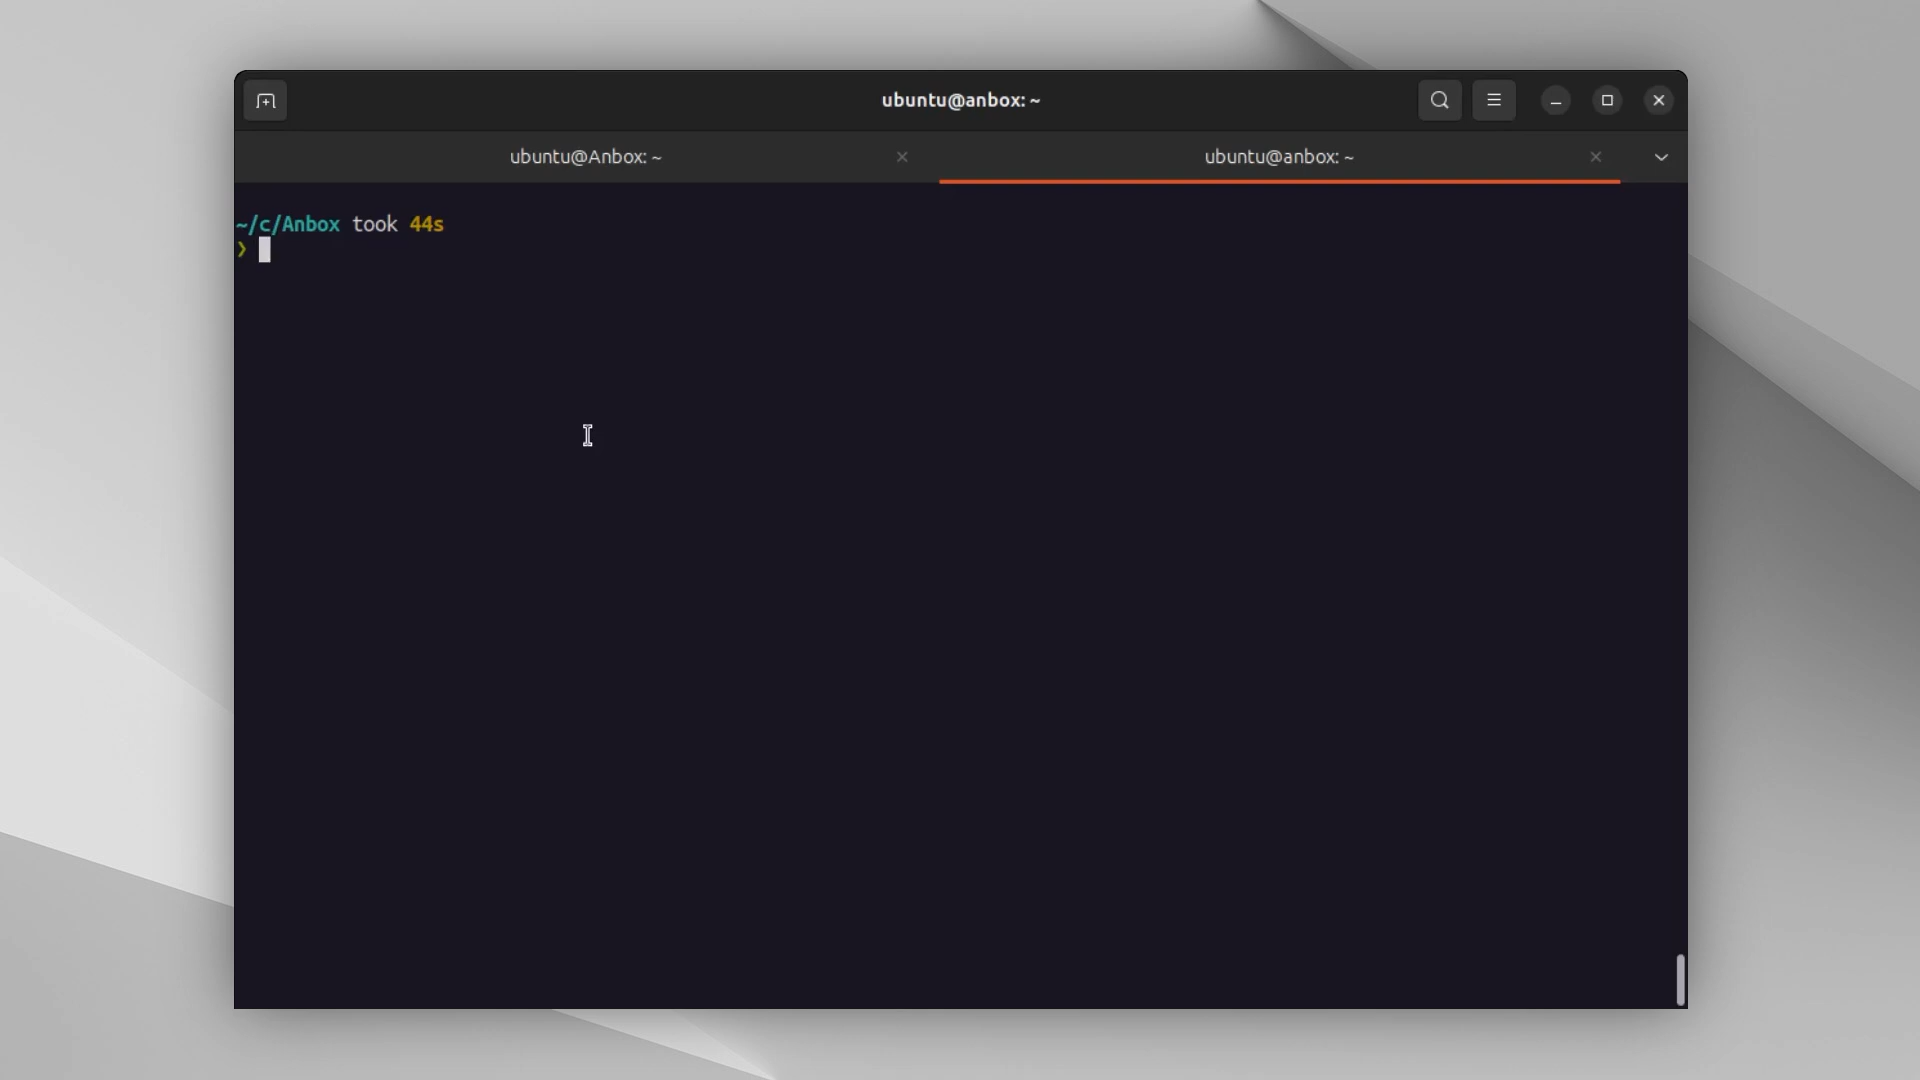 ubuntu@anbox: ~
ubuntu@Anbox: ~
ubuntu@anbox: ~
~/c/Anbox took 44s
❯